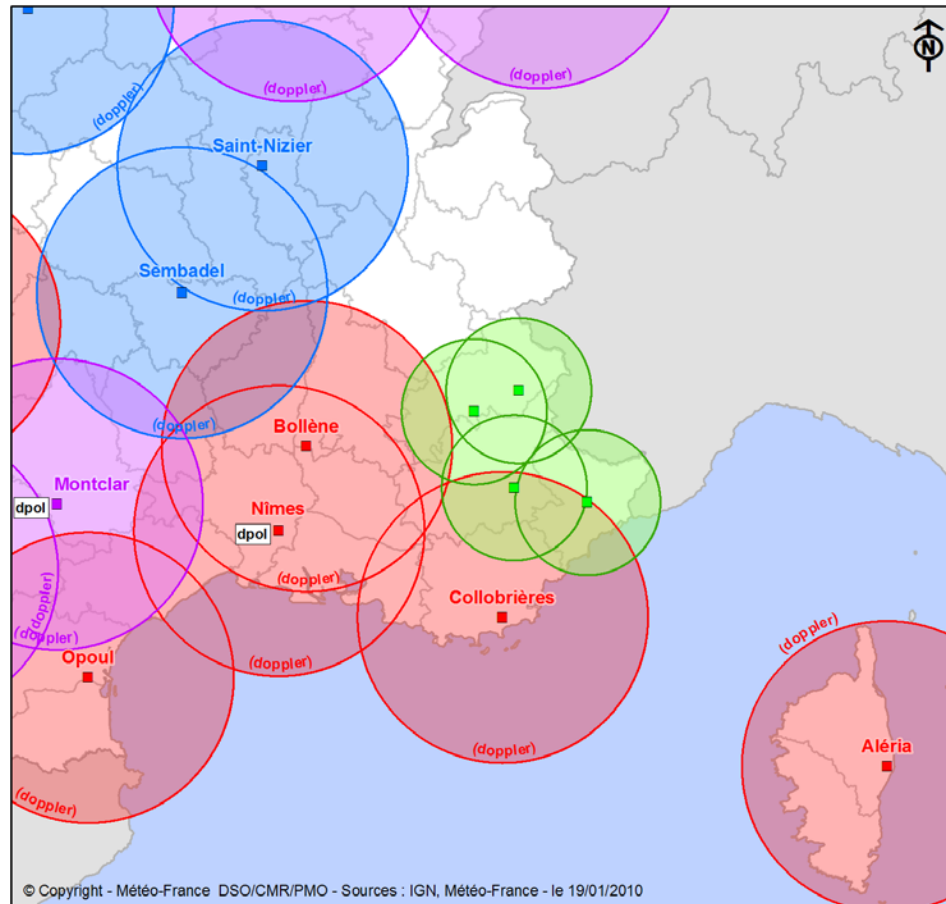 (doppler)
(doppler)
(doppler)
N
Saint-Nizier
Sembadel
(doppler)
(doppler)
Bollène
Montclar
dpol
Nîmes
dpol
(doppler)
(doppler)
Collobrières
(doppler)
(doppler)
Opoul
(doppler)
(doppler)
(doppler)
Aléria
© Copyright - Météo-France DSO/CMR/PMO - Sources : IGN, Météo-France - le 19/01/2010